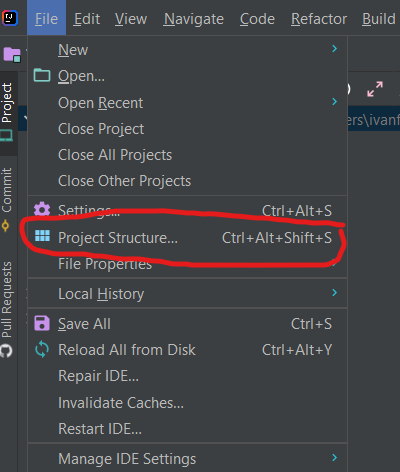 File Edit View Navigate Code Refactor Build
New
Open...
Open Recent
ers\ivanf
Close Project
Close All Projects
Close Other Projects
Settings... Ctrl+Alt+S
Project Structure... Ctrl+Alt+Shift+S
File Properties
Local History
Save All Ctrl+S
Reload All from Disk Ctrl+Alt+Y
Repair IDE...
Invalidate Caches...
Restart IDE...
Manage IDE Settings
Project
Commit
Pull Requests